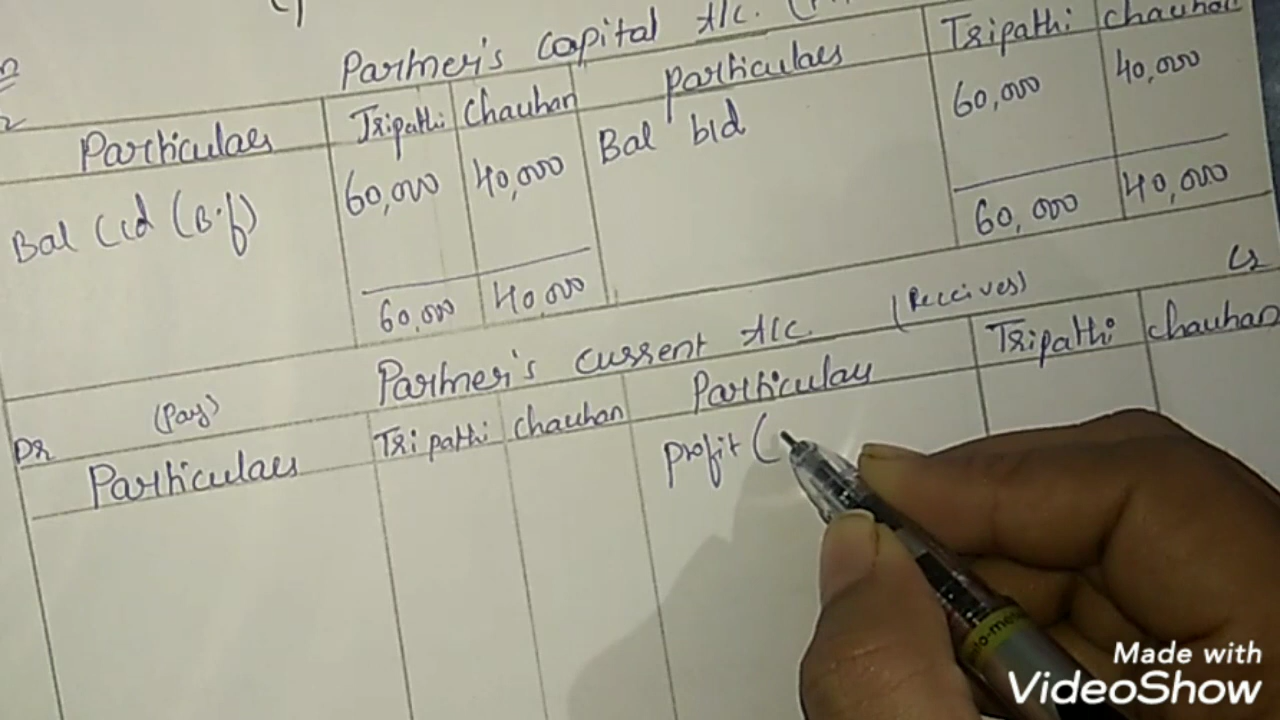 Partner's Capital A/c.
Particulars Tripathi Chauhan Particulars Tripathi Chauhan
Bal C/d (B.f) 60,000 40,000 Bal b/d 60,000 40,000
60,000 40,000 60,000 40,000
Partner's Current A/c. (Receives) Cr
Dr (Pay)
Particulars Tripathi Chauhan Particulars Tripathi Chauhan
Profit (
Made with
VideoShow